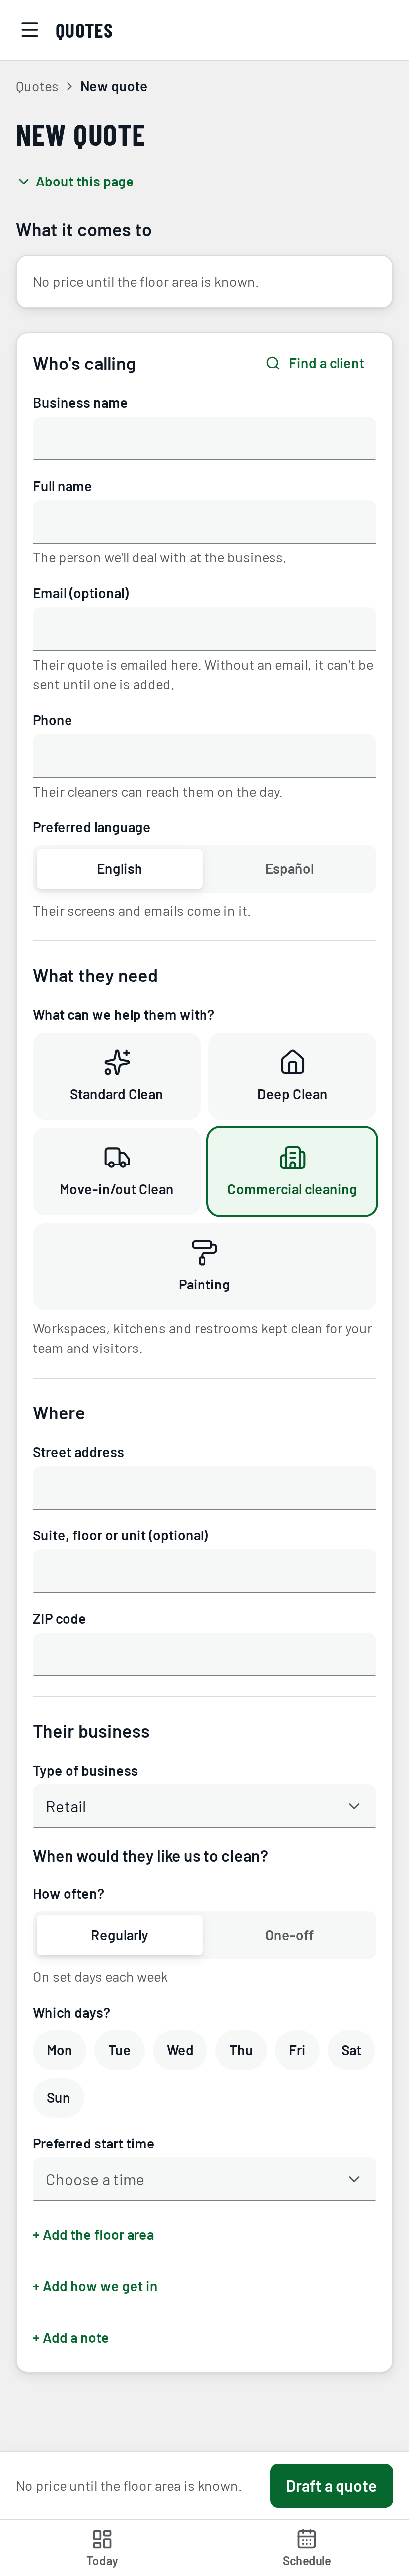 QUOTES
Quotes > New quote
NEW QUOTE
About this page
What it comes to
No price until the floor area is known.
Who's calling
Find a client
Business name
Full name
The person we'll deal with at the business.
Email (optional)
Their quote is emailed here. Without an email, it can't be
sent until one is added.
Phone
Their cleaners can reach them on the day.
Preferred language
English
Español
Their screens and emails come in it.
What they need
What can we help them with?
Standard Clean
Deep Clean
Move-in/out Clean
Commercial cleaning
Painting
Workspaces, kitchens and restrooms kept clean for your
team and visitors.
Where
Street address
Suite, floor or unit (optional)
ZIP code
Their business
Type of business
Retail
When would they like us to clean?
How often?
Regularly
One-off
On set days each week
Which days?
Mon Tue Wed Thu Fri Sat
Sun
Preferred start time
Choose a time
+ Add the floor area
+ Add how we get in
+ Add a note
No price until the floor area is known.
Draft a quote
Today
Schedule